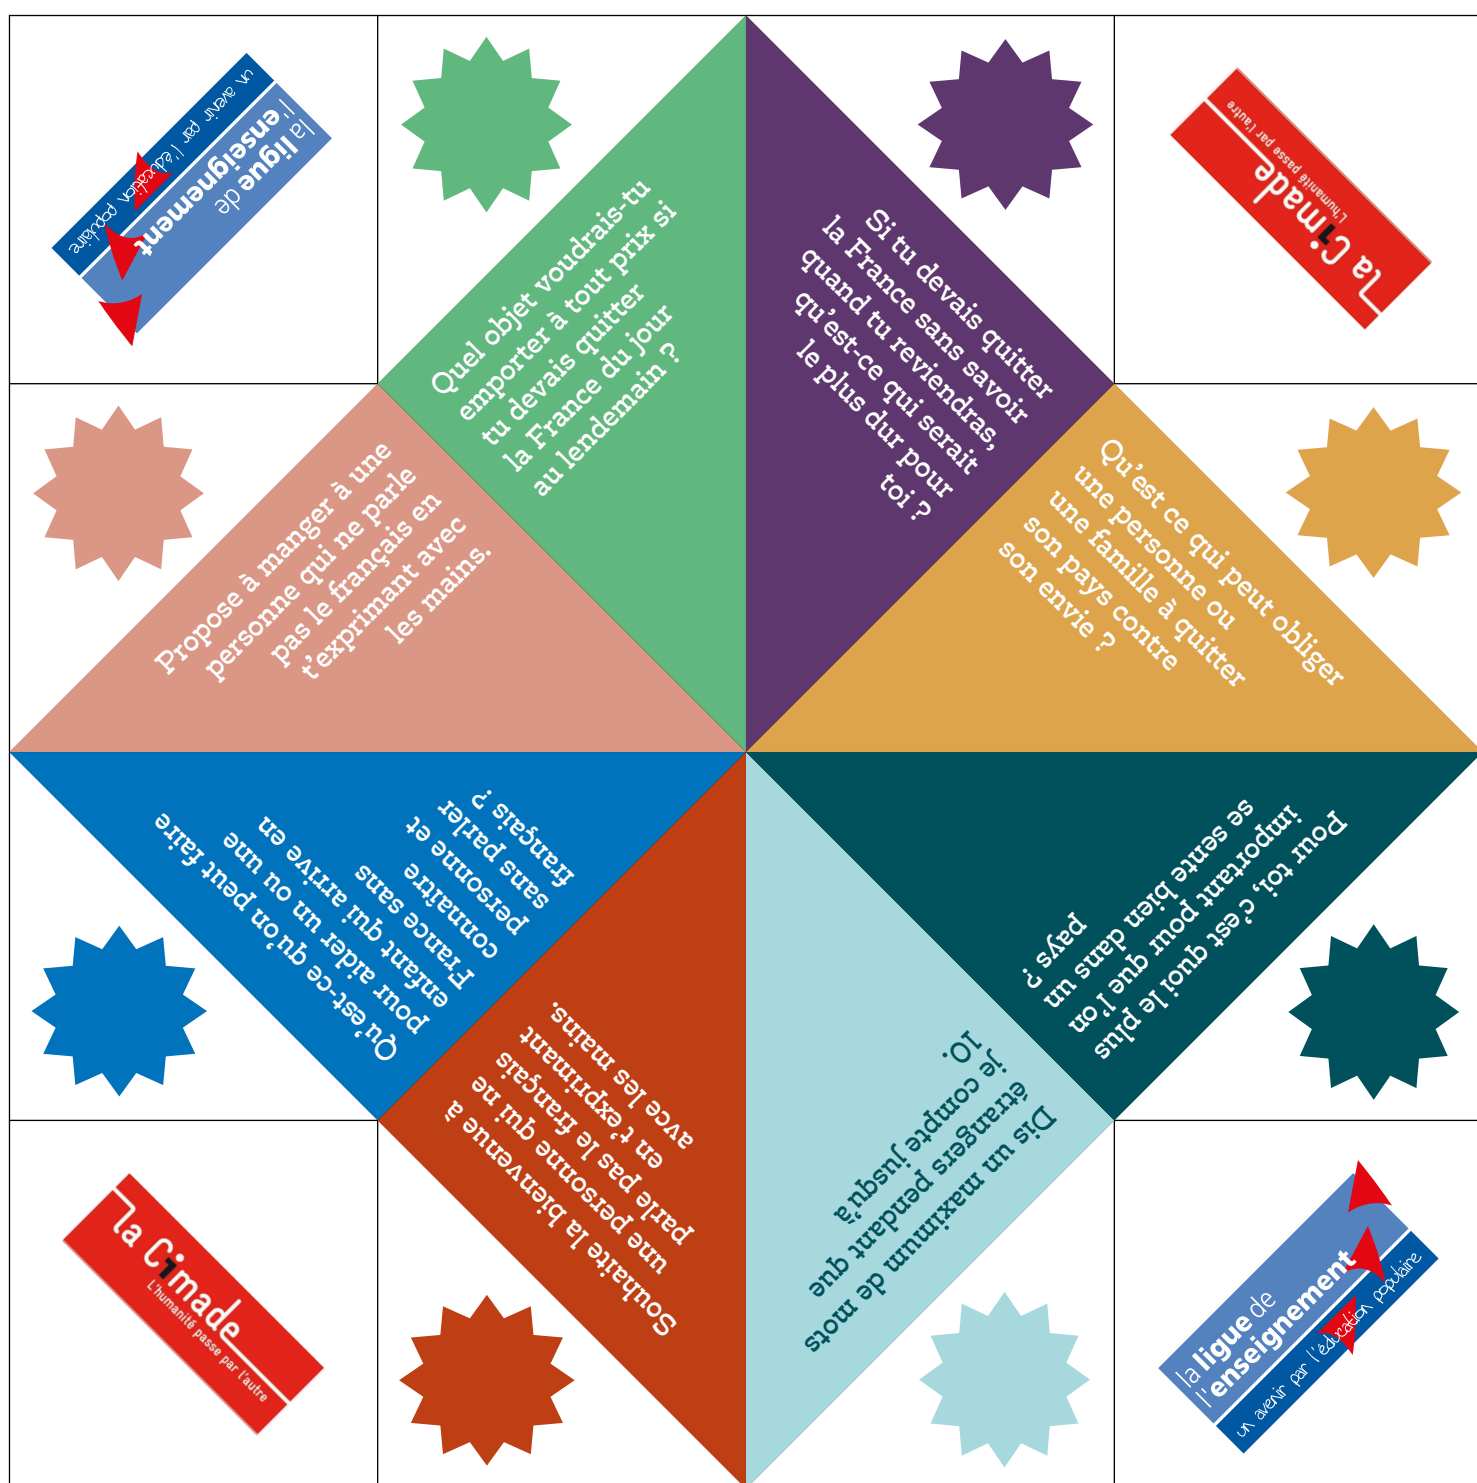 la ligue de
l'enseignement
un avenir par l'éducation populaire
Quel objet voudrais-tu
emporter à tout prix si
tu devais quitter
la France du jour
au lendemain ?
Si tu devais quitter
la France sans savoir
quand tu reviendras,
qu'est-ce qui serait
le plus dur pour
toi ?
la Cimade
L'humanité passe par l'autre
Propose à manger à une
personne qui ne parle
pas le français en
t'exprimant avec
les mains.
Qu'est ce qui peut obliger
une personne ou
une famille à quitter
son pays contre
son envie ?
Qu'est-ce qu'on peut faire
pour aider un ou une
enfant qui arrive en
France sans
connaître
personne et
sans parler
français ?
Pour toi, c'est quoi le plus
important pour que l'on
se sente bien dans un
pays ?
Souhaite la bienvenue à
une personne qui ne
parle pas le français
en t'exprimant
avce les mains.
Dis un maximum de mots
étrangers pendant que
je compte jusqu'à
10.
la Cimade
L'humanité passe par l'autre
la ligue de
l'enseignement
un avenir par l'éducation populaire